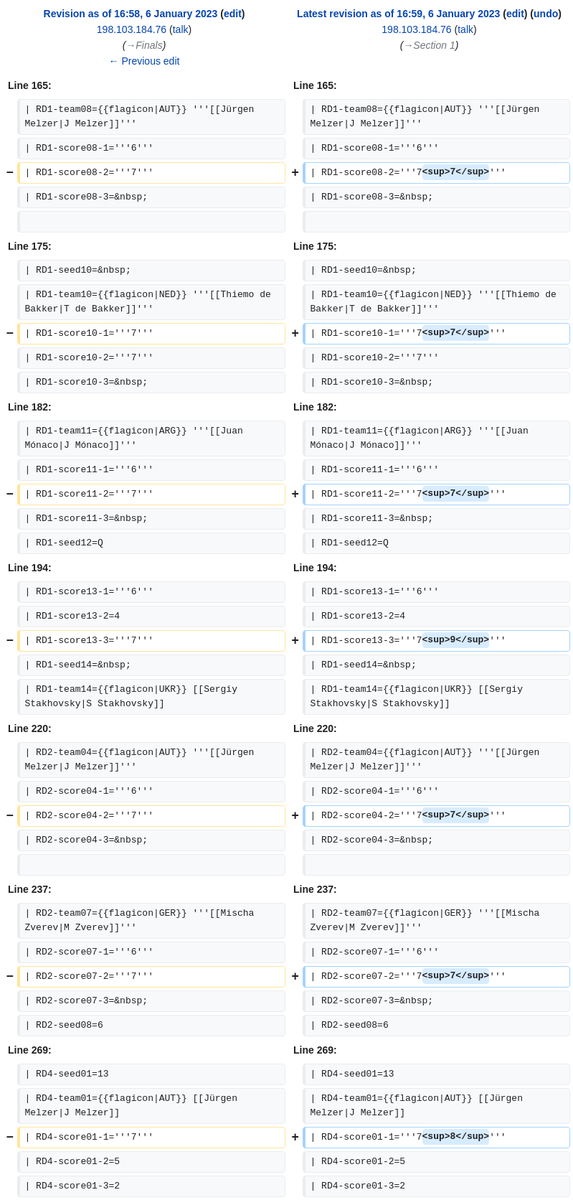 Revision as of 16:58, 6 January 2023 (edit)
198.103.184.76 (talk)
(→Finals)
← Previous edit
Latest revision as of 16:59, 6 January 2023 (edit) (undo)
198.103.184.76 (talk)
(→Section 1)
Line 165:
Line 165:
| RD1-team08={{flagicon|AUT}} '''[[Jürgen
Melzer|J Melzer]]'''
| RD1-team08={{flagicon|AUT}} '''[[Jürgen
Melzer|J Melzer]]'''
| RD1-score08-1='''6'''
| RD1-score08-1='''6'''
− | RD1-score08-2='''7'''
+ | RD1-score08-2='''7<sup>7</sup>'''
| RD1-score08-3=&nbsp;
| RD1-score08-3=&nbsp;
Line 175:
Line 175:
| RD1-seed10=&nbsp;
| RD1-seed10=&nbsp;
| RD1-team10={{flagicon|NED}} '''[[Thiemo de
Bakker|T de Bakker]]'''
| RD1-team10={{flagicon|NED}} '''[[Thiemo de
Bakker|T de Bakker]]'''
− | RD1-score10-1='''7'''
+ | RD1-score10-1='''7<sup>7</sup>'''
| RD1-score10-2='''7'''
| RD1-score10-2='''7'''
| RD1-score10-3=&nbsp;
| RD1-score10-3=&nbsp;
Line 182:
Line 182:
| RD1-team11={{flagicon|ARG}} '''[[Juan
Mónaco|J Mónaco]]'''
| RD1-team11={{flagicon|ARG}} '''[[Juan
Mónaco|J Mónaco]]'''
| RD1-score11-1='''6'''
| RD1-score11-1='''6'''
− | RD1-score11-2='''7'''
+ | RD1-score11-2='''7<sup>7</sup>'''
| RD1-score11-3=&nbsp;
| RD1-score11-3=&nbsp;
| RD1-seed12=Q
| RD1-seed12=Q
Line 194:
Line 194:
| RD1-score13-1='''6'''
| RD1-score13-1='''6'''
| RD1-score13-2=4
| RD1-score13-2=4
− | RD1-score13-3='''7'''
+ | RD1-score13-3='''7<sup>9</sup>'''
| RD1-seed14=&nbsp;
| RD1-seed14=&nbsp;
| RD1-team14={{flagicon|UKR}} [[Sergiy
Stakhovsky|S Stakhovsky]]
| RD1-team14={{flagicon|UKR}} [[Sergiy
Stakhovsky|S Stakhovsky]]
Line 220:
Line 220:
| RD2-team04={{flagicon|AUT}} '''[[Jürgen
Melzer|J Melzer]]'''
| RD2-team04={{flagicon|AUT}} '''[[Jürgen
Melzer|J Melzer]]'''
| RD2-score04-1='''6'''
| RD2-score04-1='''6'''
− | RD2-score04-2='''7'''
+ | RD2-score04-2='''7<sup>7</sup>'''
| RD2-score04-3=&nbsp;
| RD2-score04-3=&nbsp;
Line 237:
Line 237:
| RD2-team07={{flagicon|GER}} '''[[Mischa
Zverev|M Zverev]]'''
| RD2-team07={{flagicon|GER}} '''[[Mischa
Zverev|M Zverev]]'''
| RD2-score07-1='''6'''
| RD2-score07-1='''6'''
− | RD2-score07-2='''7'''
+ | RD2-score07-2='''7<sup>7</sup>'''
| RD2-score07-3=&nbsp;
| RD2-score07-3=&nbsp;
| RD2-seed08=6
| RD2-seed08=6
Line 269:
Line 269:
| RD4-seed01=13
| RD4-seed01=13
| RD4-team01={{flagicon|AUT}} [[Jürgen
Melzer|J Melzer]]
| RD4-team01={{flagicon|AUT}} [[Jürgen
Melzer|J Melzer]]
− | RD4-score01-1='''7'''
+ | RD4-score01-1='''7<sup>8</sup>'''
| RD4-score01-2=5
| RD4-score01-2=5
| RD4-score01-3=2
| RD4-score01-3=2